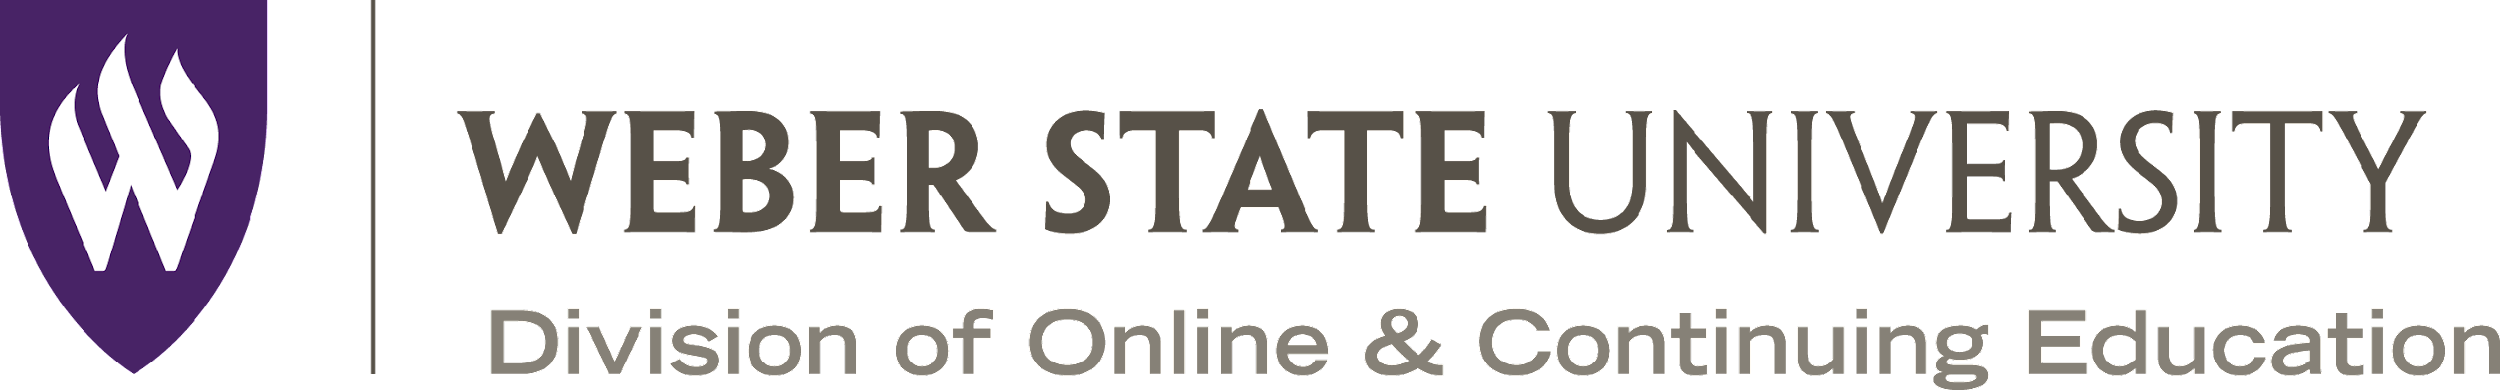 WEBER STATE UNIVERSITY
Division of Online & Continuing Education